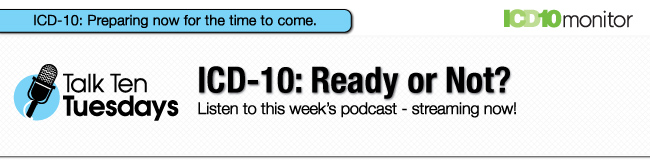 ICD-10: Preparing now for the time to come.
ICD10monitor
Talk Ten
Tuesdays
ICD-10: Ready or Not?
Listen to this week's podcast - streaming now!